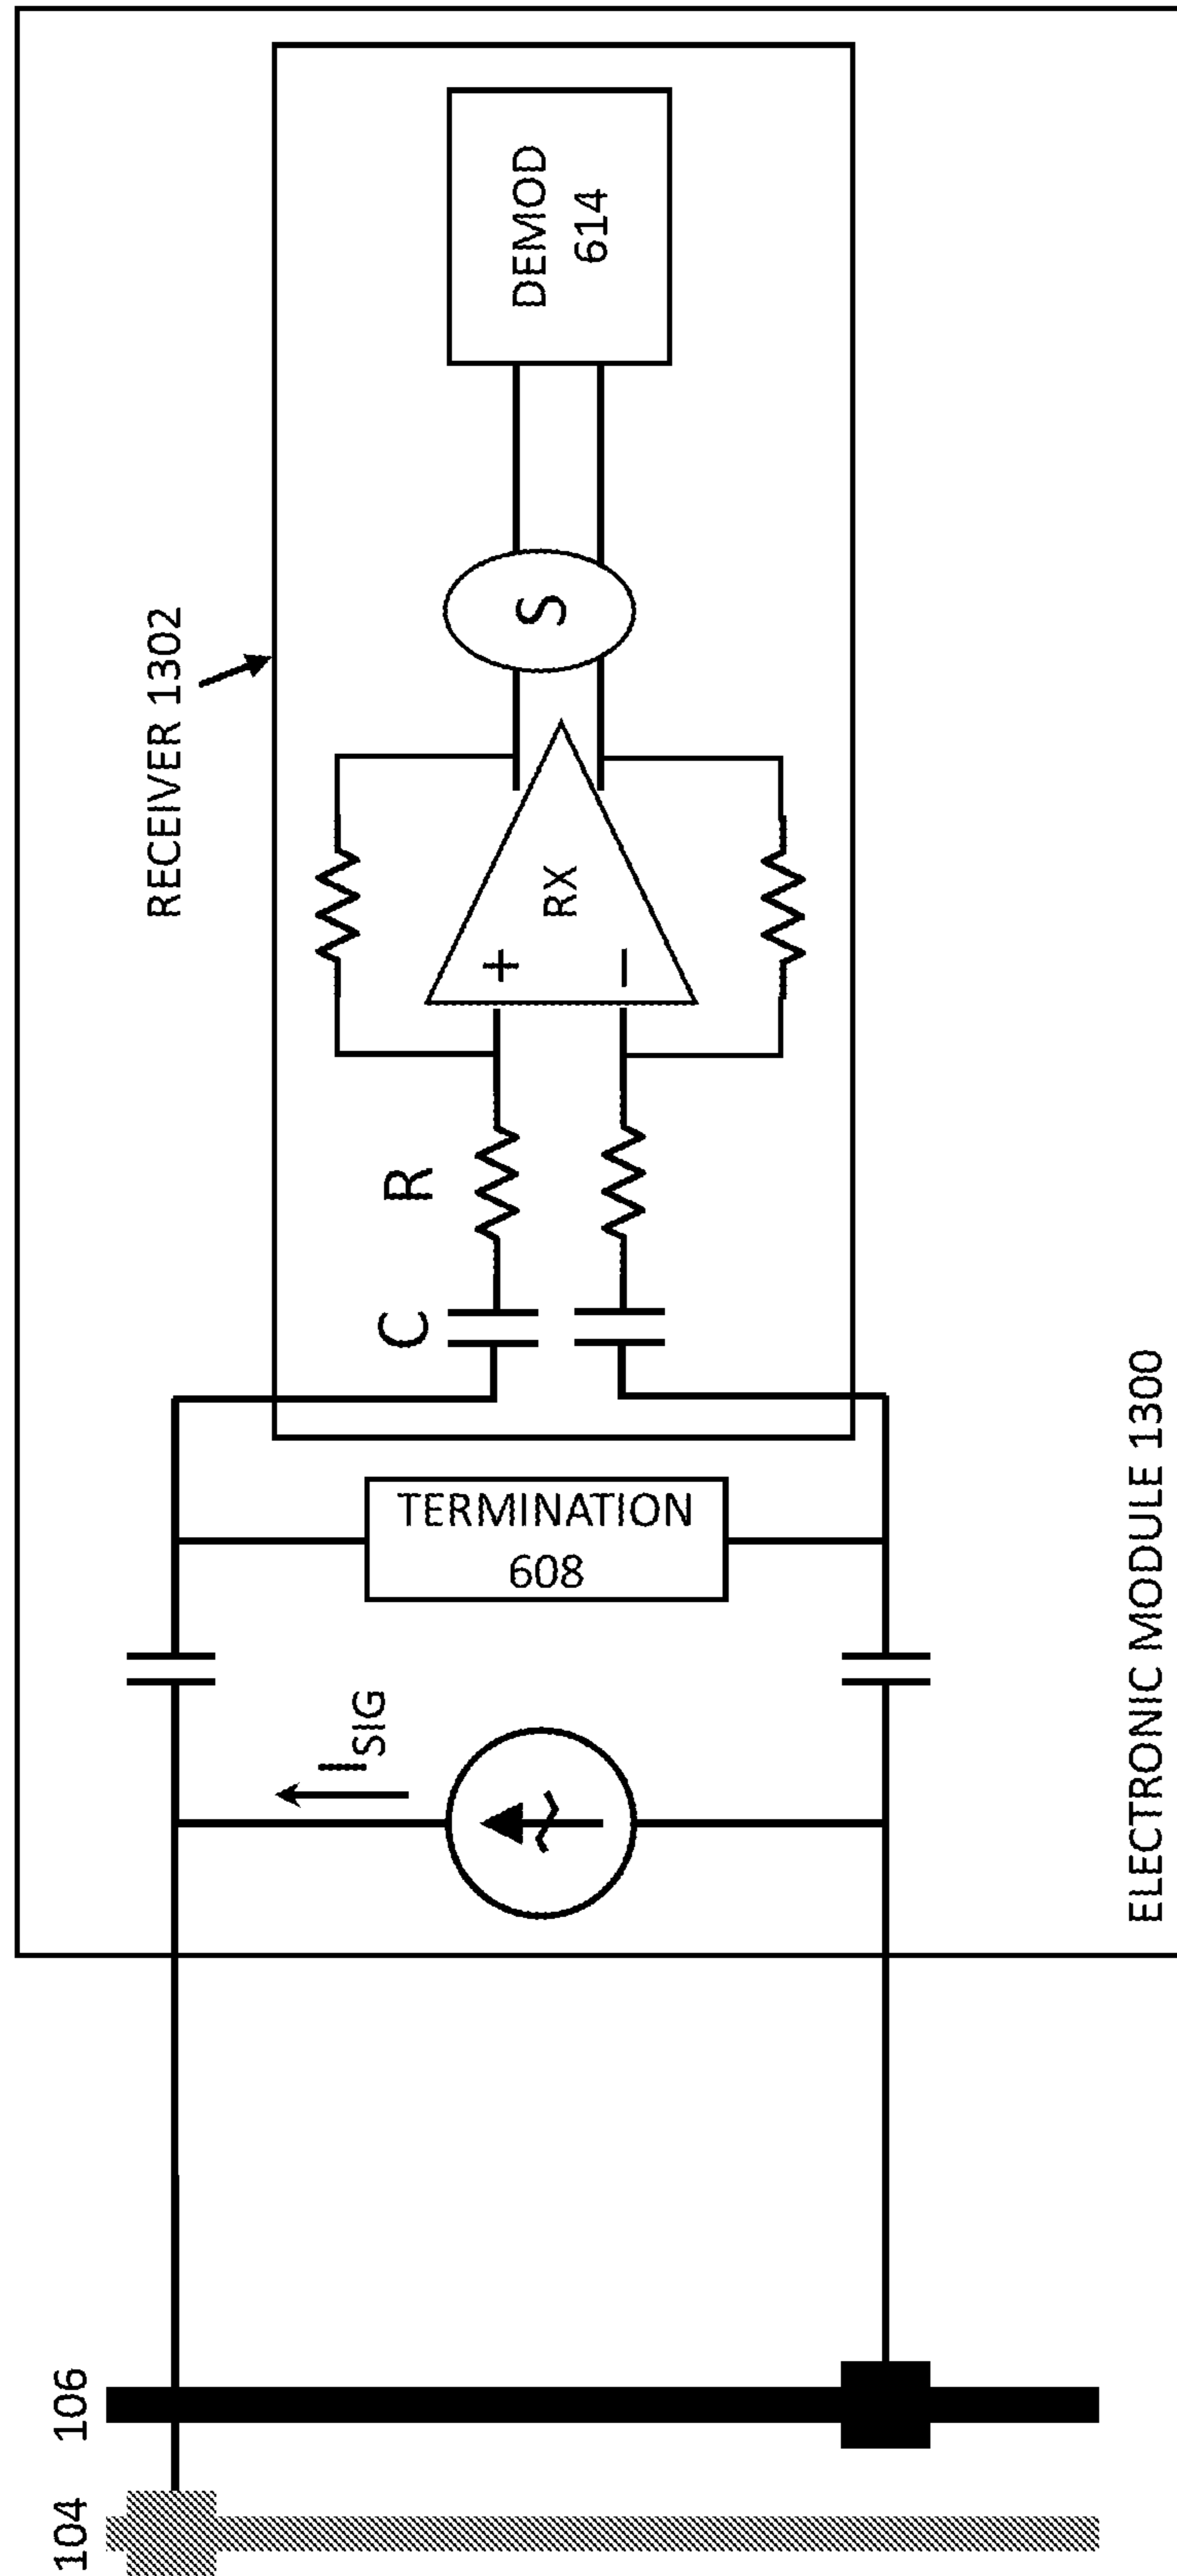 104
106
ELECTRONIC MODULE 1300
I_SIG
TERMINATION
608
RECEIVER 1302
C
R
+
−
RX
S
DEMOD
614